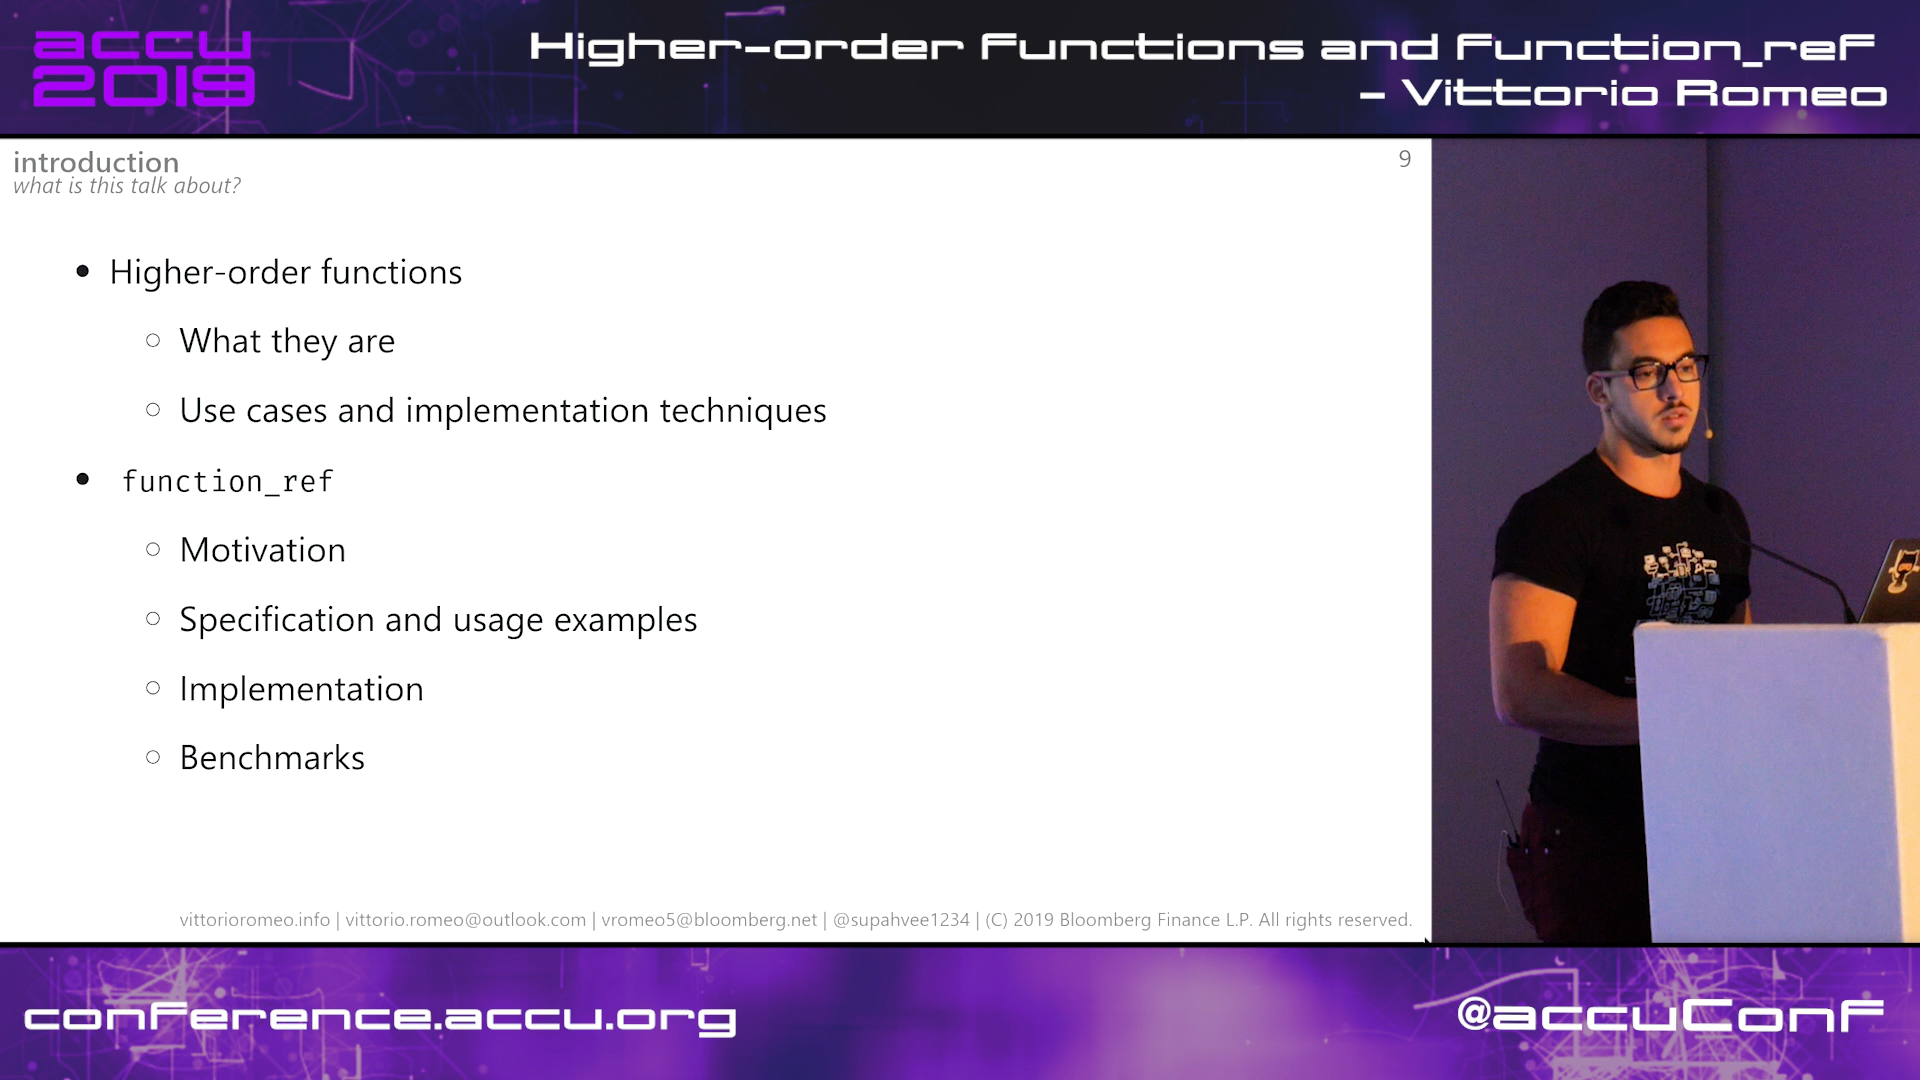 accu
2019
Higher-order Functions and Function_ref
- Vittorio Romeo
introduction
9
what is this talk about?
Higher-order functions
What they are
Use cases and implementation techniques
function_ref
Motivation
Specification and usage examples
Implementation
Benchmarks
vittorioromeo.info | vittorio.romeo@outlook.com | vromeo5@bloomberg.net | @supahvee1234 | (C) 2019 Bloomberg Finance L.P. All rights reserved.
conference.accu.org
@accuConf